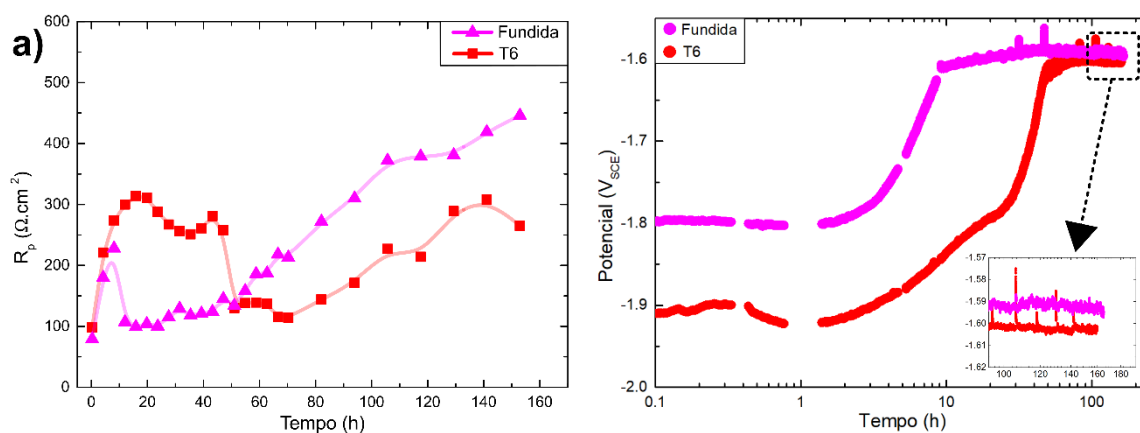 a)
600
500
400
300
200
100
0
Rp (Ω.cm²)
0 20 40 60 80 100 120 140 160
Tempo (h)
Fundida
T6
-1.6
-1.7
-1.8
-1.9
-2.0
Potencial (VSCE)
0.1 1 10 100
Tempo (h)
Fundida
T6
-1.57
-1.58
-1.59
-1.60
-1.61
-1.62
100 120 140 160 180